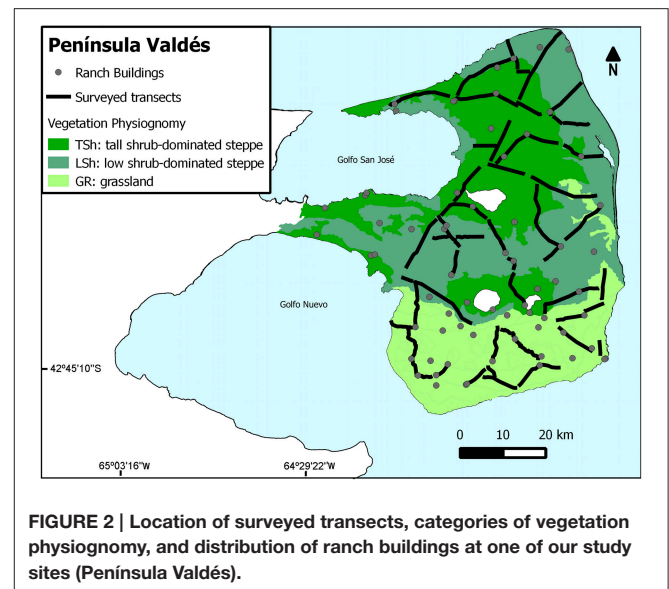 Península Valdés
Ranch Buildings
Surveyed transects
Vegetation Physiognomy
TSh: tall shrub-dominated steppe
LSh: low shrub-dominated steppe
GR: grassland
N
Golfo San José
Golfo Nuevo
42°45'10"S
0 10 20 km
65°03'16"W 64°29'22"W
FIGURE 2 | Location of surveyed transects, categories of vegetation
physiognomy, and distribution of ranch buildings at one of our study
sites (Península Valdés).